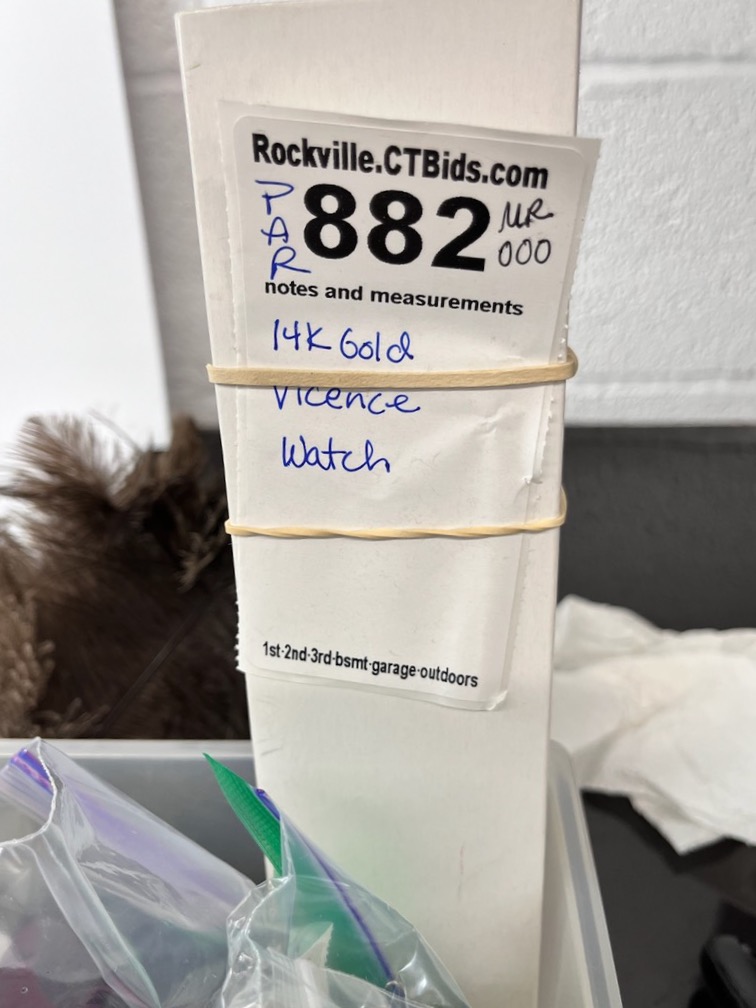 Rockville.CTBids.com
PAR 882 MR
000
notes and measurements
14K Gold
Vicence
Watch
1st-2nd-3rd-bsmt-garage-outdoors